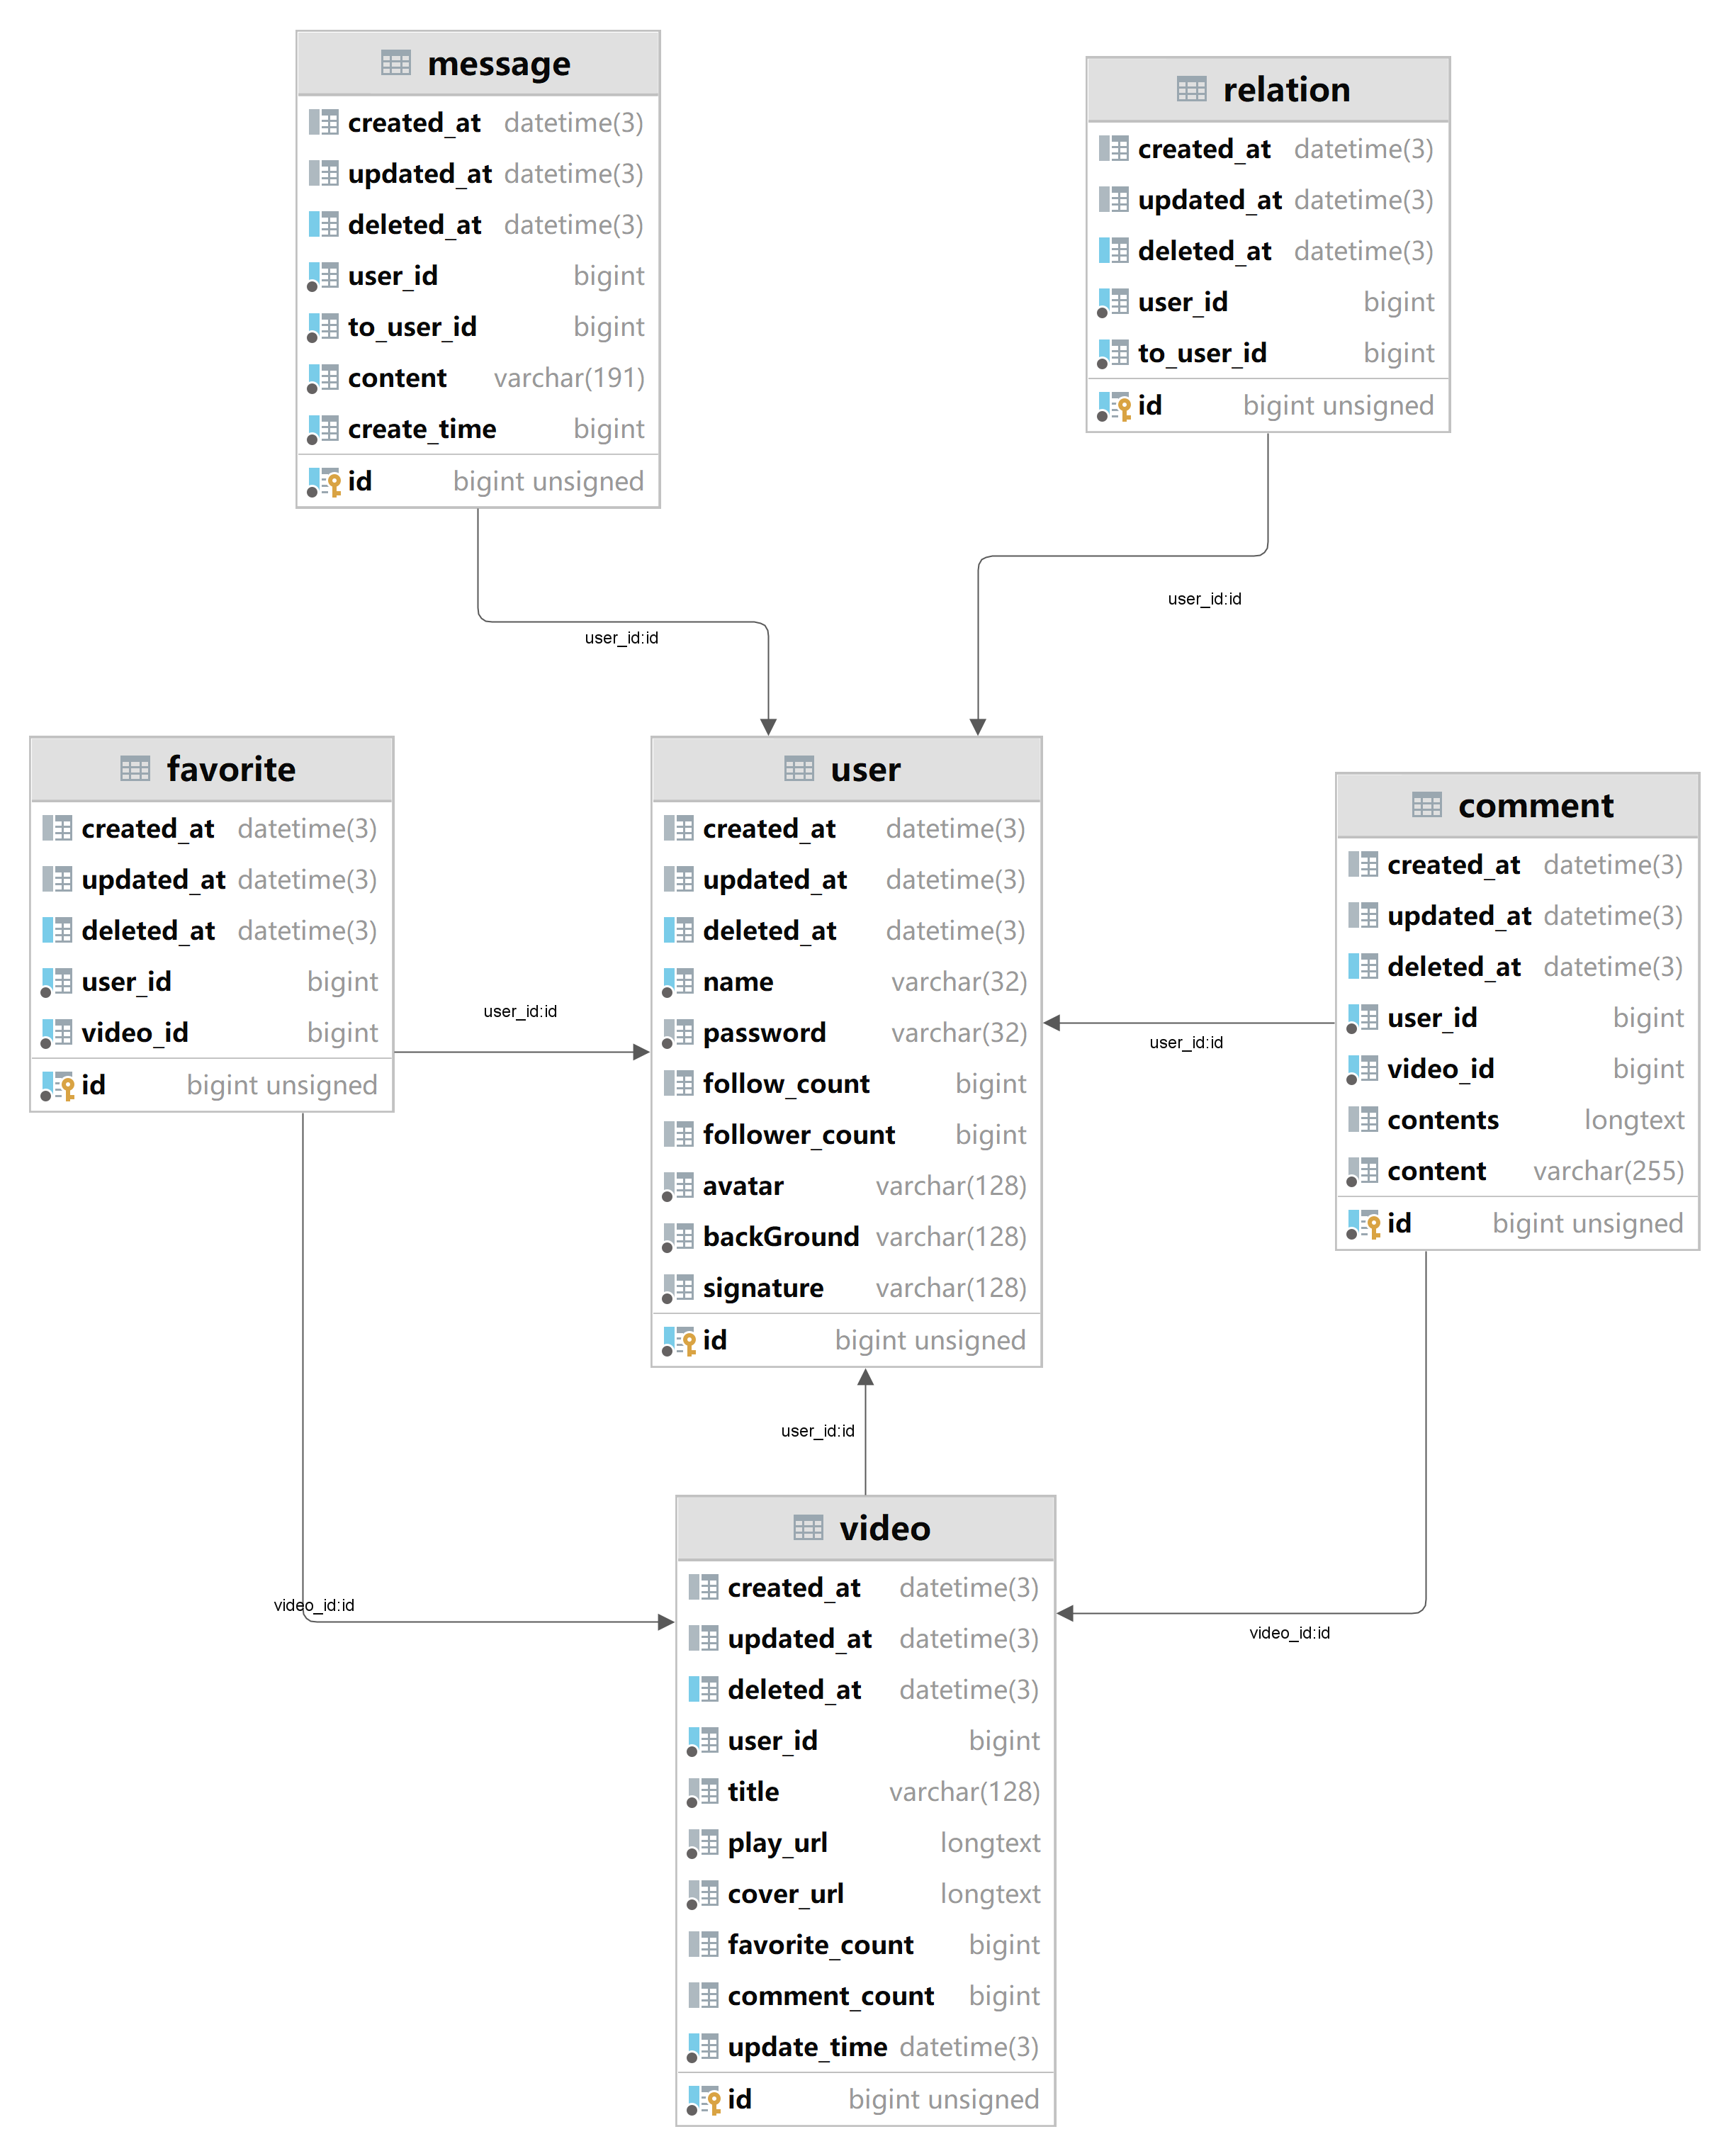 message
created_at datetime(3)
updated_at datetime(3)
deleted_at datetime(3)
user_id bigint
to_user_id bigint
content varchar(191)
create_time bigint
id bigint unsigned
relation
created_at datetime(3)
updated_at datetime(3)
deleted_at datetime(3)
user_id bigint
to_user_id bigint
id bigint unsigned
user_id:id
user_id:id
favorite
created_at datetime(3)
updated_at datetime(3)
deleted_at datetime(3)
user_id bigint
video_id bigint
id bigint unsigned
user_id:id
user
created_at datetime(3)
updated_at datetime(3)
deleted_at datetime(3)
name varchar(32)
password varchar(32)
follow_count bigint
follower_count bigint
avatar varchar(128)
backGround varchar(128)
signature varchar(128)
id bigint unsigned
user_id:id
comment
created_at datetime(3)
updated_at datetime(3)
deleted_at datetime(3)
user_id bigint
video_id bigint
contents longtext
content varchar(255)
id bigint unsigned
user_id:id
video_id:id
video
created_at datetime(3)
updated_at datetime(3)
deleted_at datetime(3)
user_id bigint
title varchar(128)
play_url longtext
cover_url longtext
favorite_count bigint
comment_count bigint
update_time datetime(3)
id bigint unsigned
video_id:id